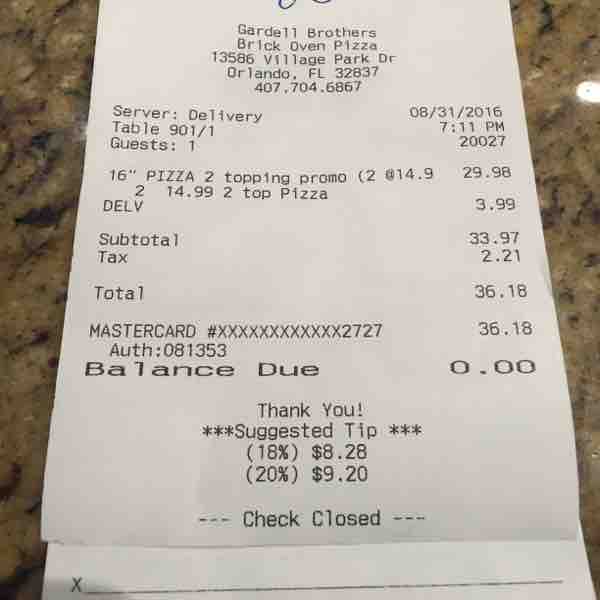 Gardell Brothers
Brick Oven Pizza
13586 Village Park Dr
Orlando, FL 32837
407.704.6867
Server: Delivery 08/31/2016
Table 901/1 7:11 PM
Guests: 1 20027
16" PIZZA 2 topping promo (2 @14.9 29.98
2 14.99 2 top Pizza
DELV 3.99
Subtotal 33.97
Tax 2.21
Total 36.18
MASTERCARD #XXXXXXXXXXXX2727 36.18
Auth:081353
Balance Due 0.00
Thank You!
***Suggested Tip ***
(18%) $8.28
(20%) $9.20
--- Check Closed ---
X